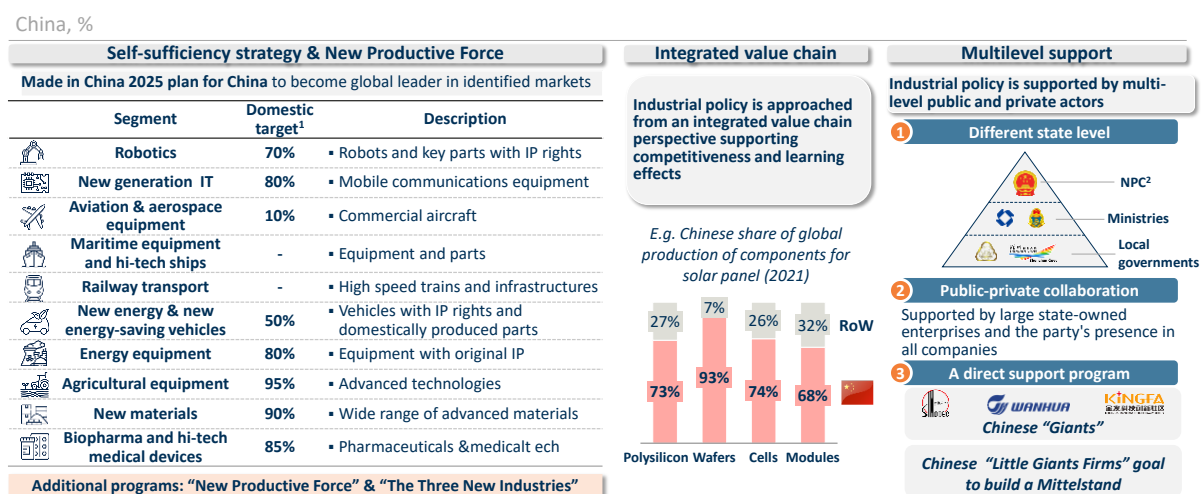 China, %
Self-sufficiency strategy & New Productive Force
Made in China 2025 plan for China to become global leader in identified markets
Segment
Domestic
target1
Description
Robotics
70%
▪ Robots and key parts with IP rights
New generation IT
80%
▪ Mobile communications equipment
Aviation & aerospace
equipment
10%
▪ Commercial aircraft
Maritime equipment
and hi-tech ships
-
▪ Equipment and parts
Railway transport
-
▪ High speed trains and infrastructures
New energy & new
energy-saving vehicles
50%
▪ Vehicles with IP rights and
domestically produced parts
Energy equipment
80%
▪ Equipment with original IP
Agricultural equipment
95%
▪ Advanced technologies
New materials
90%
▪ Wide range of advanced materials
Biopharma and hi-tech
medical devices
85%
▪ Pharmaceuticals &medicalt ech
Additional programs: “New Productive Force” & “The Three New Industries”
Integrated value chain
Industrial policy is approached
from an integrated value chain
perspective supporting
competitiveness and learning
effects
E.g. Chinese share of global
production of components for
solar panel (2021)
27%
7%
26%
32%
RoW
73%
93%
74%
68%
Polysilicon
Wafers
Cells
Modules
Multilevel support
Industrial policy is supported by multi-
level public and private actors
1
Different state level
NPC2
Ministries
Local
governments
2
Public-private collaboration
Supported by large state-owned
enterprises and the party's presence in
all companies
3
A direct support program
WANHUA
KINGFA
Chinese “Giants”
Chinese “Little Giants Firms” goal
to build a Mittelstand